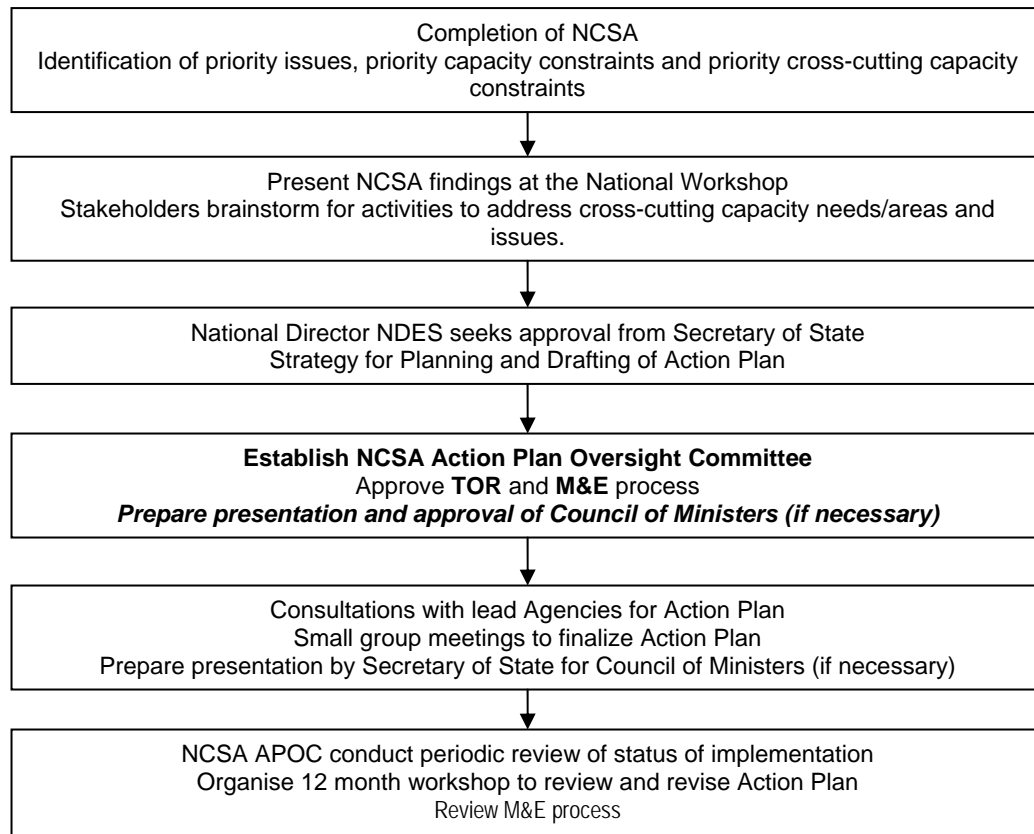 Completion of NCSA
Identification of priority issues, priority capacity constraints and priority cross-cutting capacity
constraints
Present NCSA findings at the National Workshop
Stakeholders brainstorm for activities to address cross-cutting capacity needs/areas and
issues.
National Director NDES seeks approval from Secretary of State
Strategy for Planning and Drafting of Action Plan
Establish NCSA Action Plan Oversight Committee
Approve TOR and M&E process
Prepare presentation and approval of Council of Ministers (if necessary)
Consultations with lead Agencies for Action Plan
Small group meetings to finalize Action Plan
Prepare presentation by Secretary of State for Council of Ministers (if necessary)
NCSA APOC conduct periodic review of status of implementation
Organise 12 month workshop to review and revise Action Plan
Review M&E process